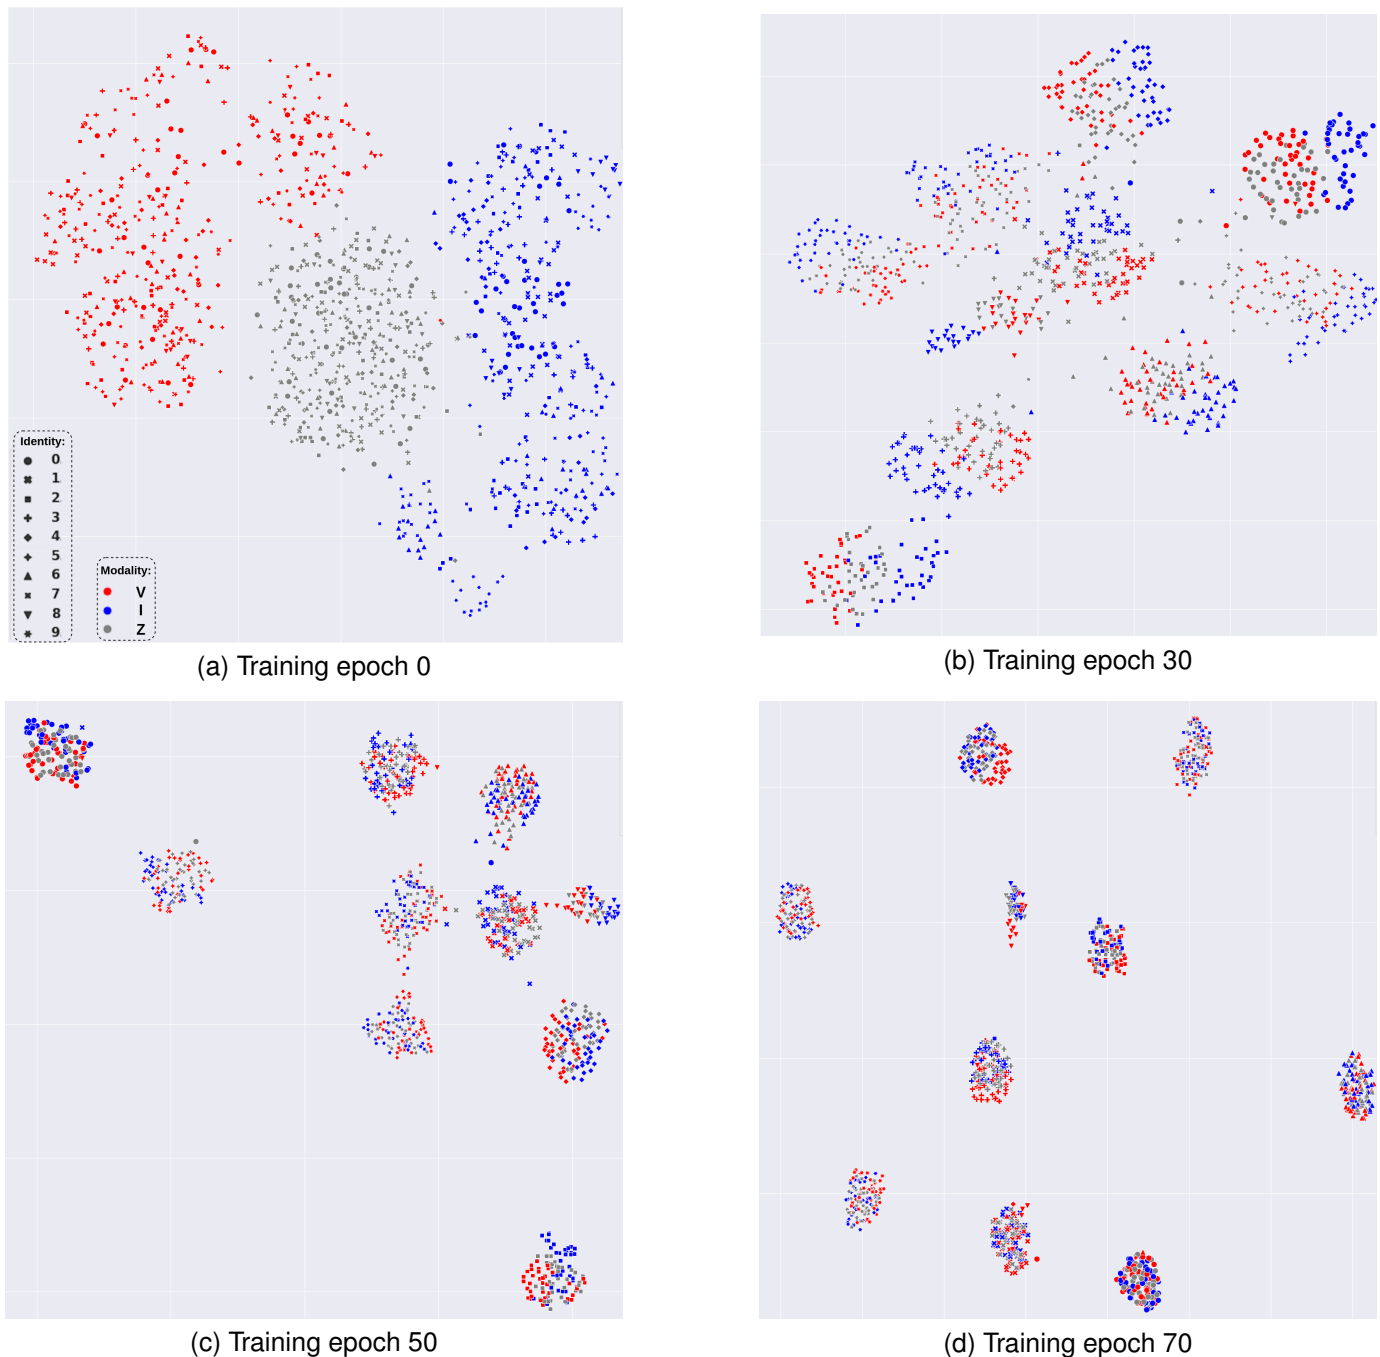 Identity:
0
1
2
3
4
5
6
7
8
9
Modality:
V
I
Z
(a) Training epoch 0
(b) Training epoch 30
(c) Training epoch 50
(d) Training epoch 70